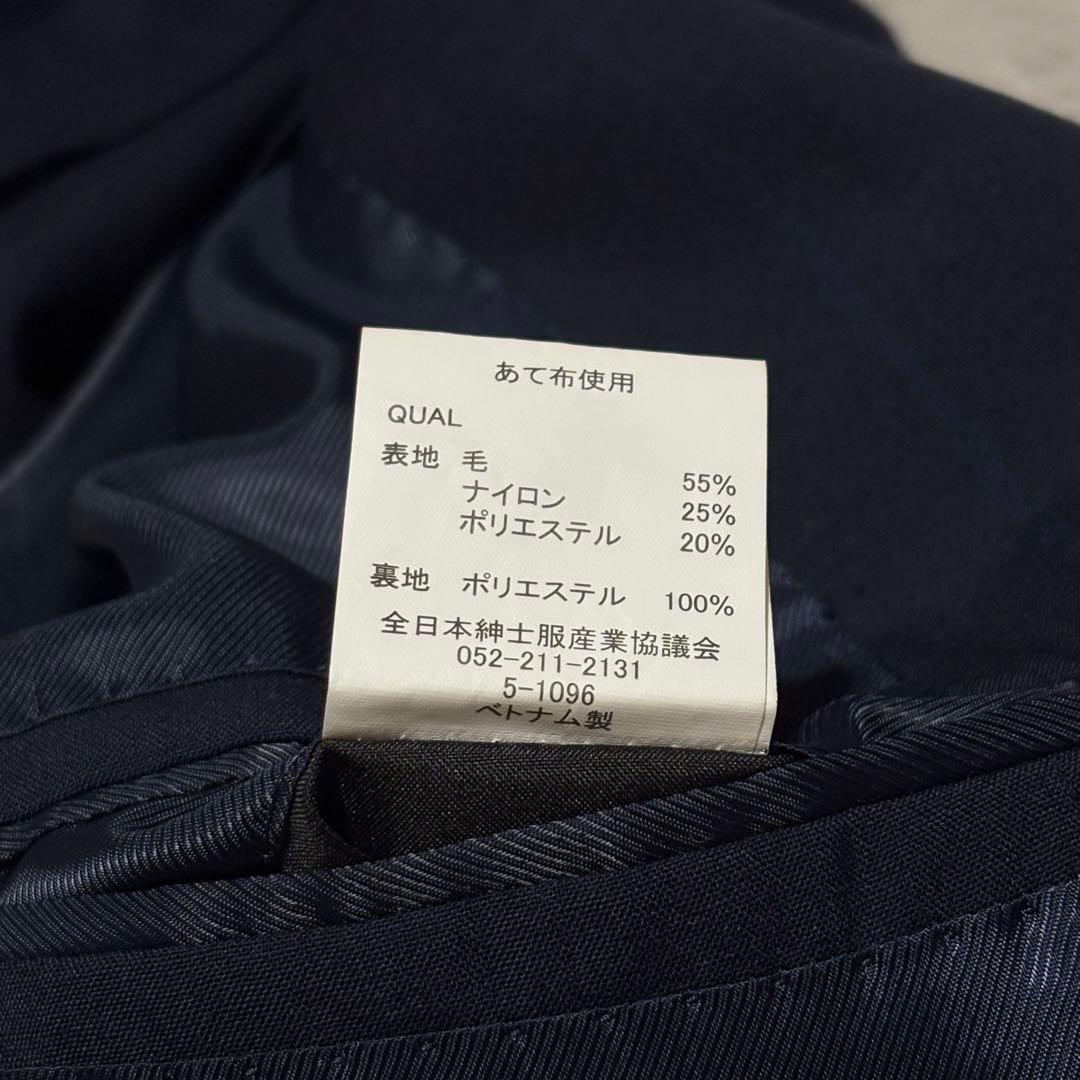 あて布使用
QUAL
表地 毛 55%
ナイロン 25%
ポリエステル 20%
裏地 ポリエステル 100%
全日本紳士服産業協議会
052-211-2131
5-1096
ベトナム製